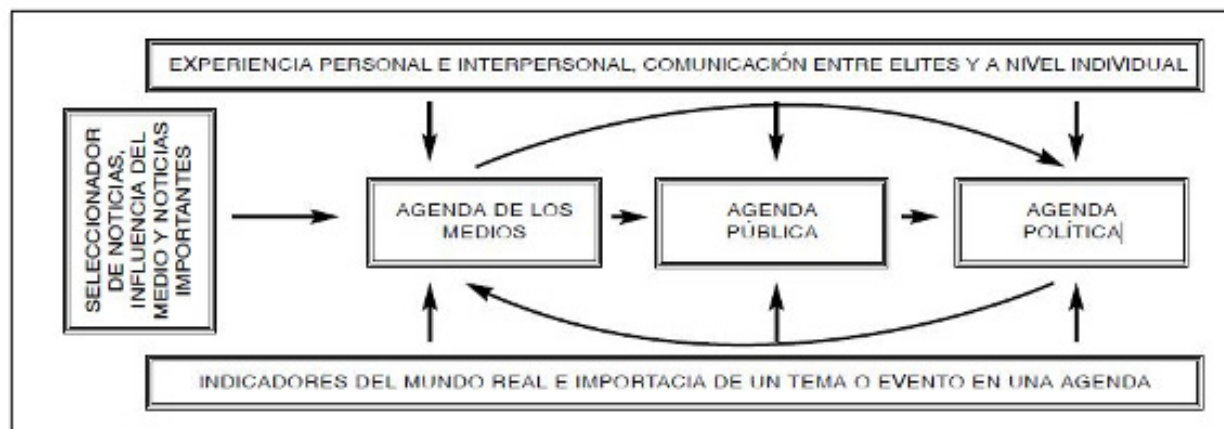 EXPERIENCIA PERSONAL E INTERPERSONAL, COMUNICACIÓN ENTRE ELITES Y A NIVEL INDIVIDUAL
SELECCIONADOR
DE NOTICIAS,
INFLUENCIA DEL
MEDIO Y NOTICIAS
IMPORTANTES
AGENDA DE LOS
MEDIOS
AGENDA
PÚBLICA
AGENDA
POLÍTICA
INDICADORES DEL MUNDO REAL E IMPORTACIA DE UN TEMA O EVENTO EN UNA AGENDA